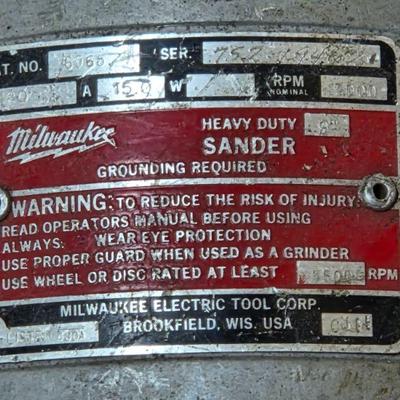 AT. NO. SER.
A 15.0 W RPM
NOMINAL
Milwaukee
HEAVY DUTY
SANDER
GROUNDING REQUIRED
WARNING: TO REDUCE THE RISK OF INJURY:
READ OPERATORS MANUAL BEFORE USING
ALWAYS: WEAR EYE PROTECTION
USE PROPER GUARD WHEN USED AS A GRINDER
USE WHEEL OR DISC RATED AT LEAST RPM
MILWAUKEE ELECTRIC TOOL CORP.
BROOKFIELD, WIS. USA